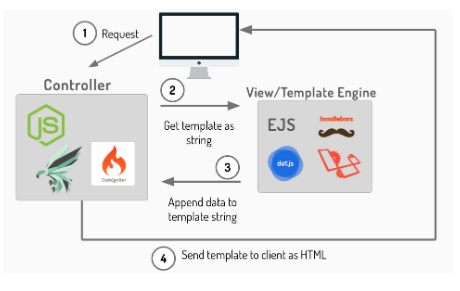 1 Request
Controller
2
View/Template Engine
JS
CodeIgniter
Get template as
string
EJS
handlebars
dot.js
3
Append data to
template string
4 Send template to client as HTML